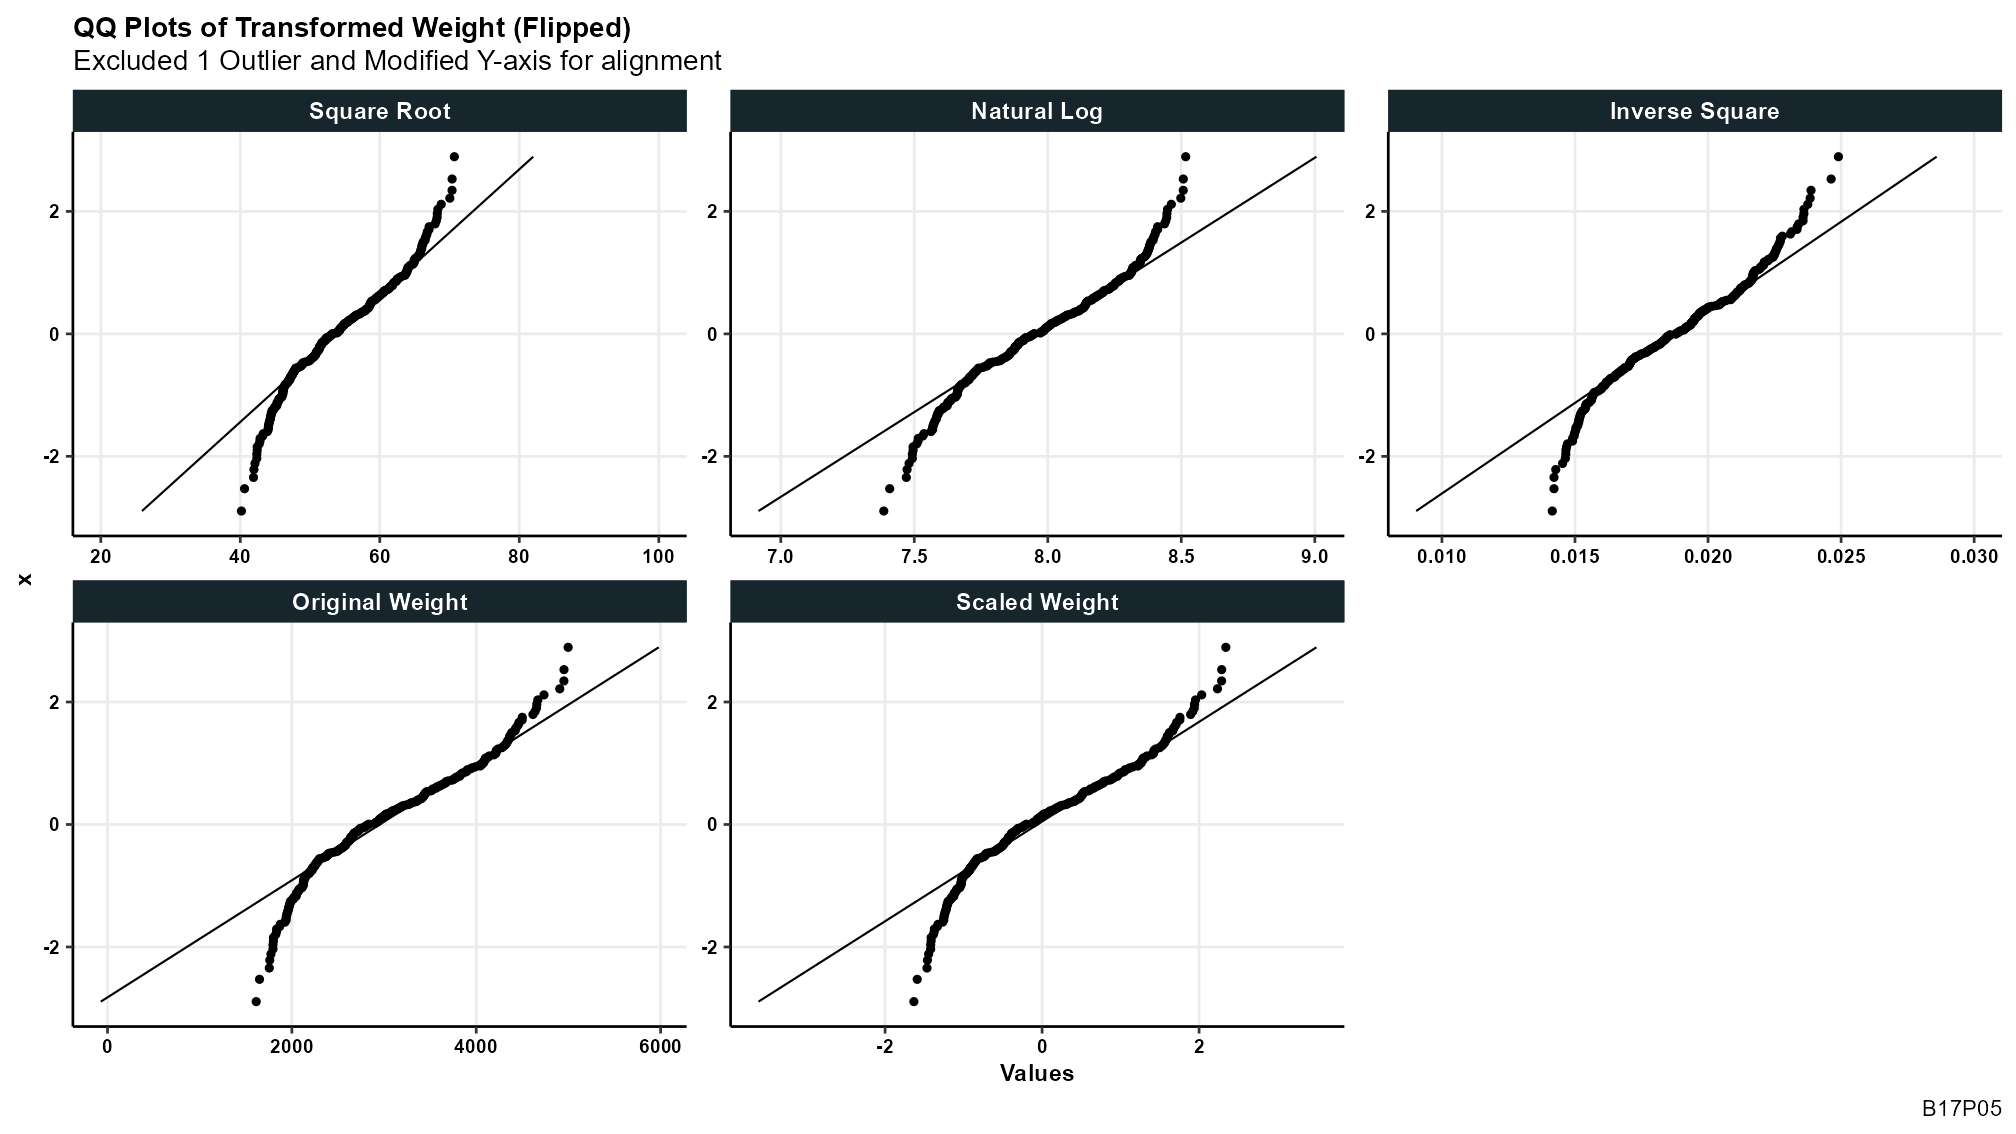 QQ Plots of Transformed Weight (Flipped)
Excluded 1 Outlier and Modified Y-axis for alignment
Square Root
Natural Log
Inverse Square
2
0
-2
20 40 60 80 100
2
0
-2
7.0 7.5 8.0 8.5 9.0
2
0
-2
0.010 0.015 0.020 0.025 0.030
x
Original Weight
Scaled Weight
2
0
-2
0 2000 4000 6000
2
0
-2
-2 0 2
Values
B17P05